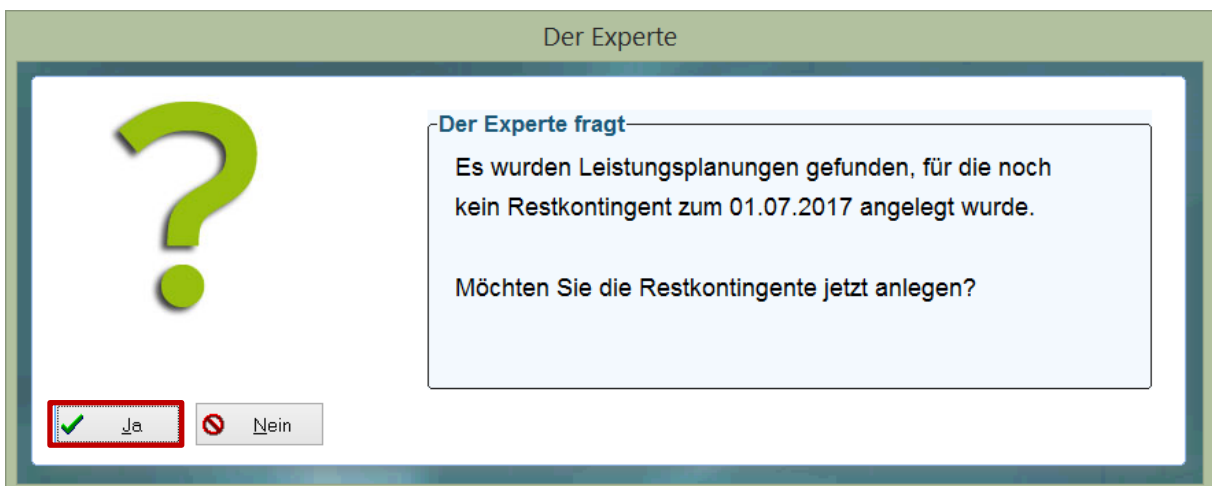 Der Experte
Der Experte fragt
Es wurden Leistungsplanungen gefunden, für die noch
kein Restkontingent zum 01.07.2017 angelegt wurde.
Möchten Sie die Restkontingente jetzt anlegen?
Ja
Nein